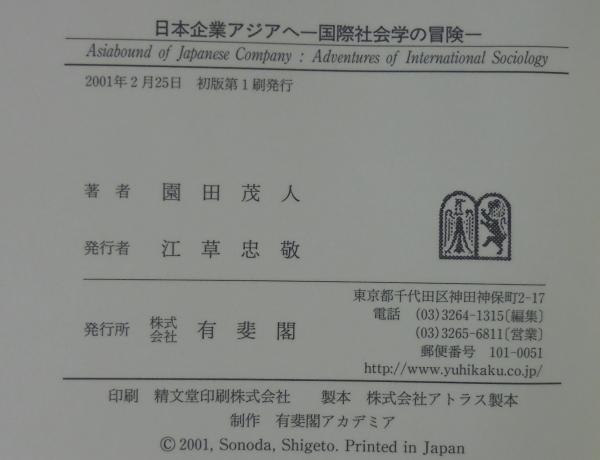 日本企業アジアへ―国際社会学の冒険―
Asiabound of Japanese Company : Adventures of International Sociology
2001年2月25日　初版第1刷発行
著者　園田茂人
発行者　江草忠敬
発行所　株式会社　有斐閣
東京都千代田区神田神保町2-17
電話　(03)3264-1315〔編集〕
(03)3265-6811〔営業〕
郵便番号　101-0051
http://www.yuhikaku.co.jp/
印刷　精文堂印刷株式会社　製本　株式会社アトラス製本
制作　有斐閣アカデミア
© 2001, Sonoda, Shigeto. Printed in Japan